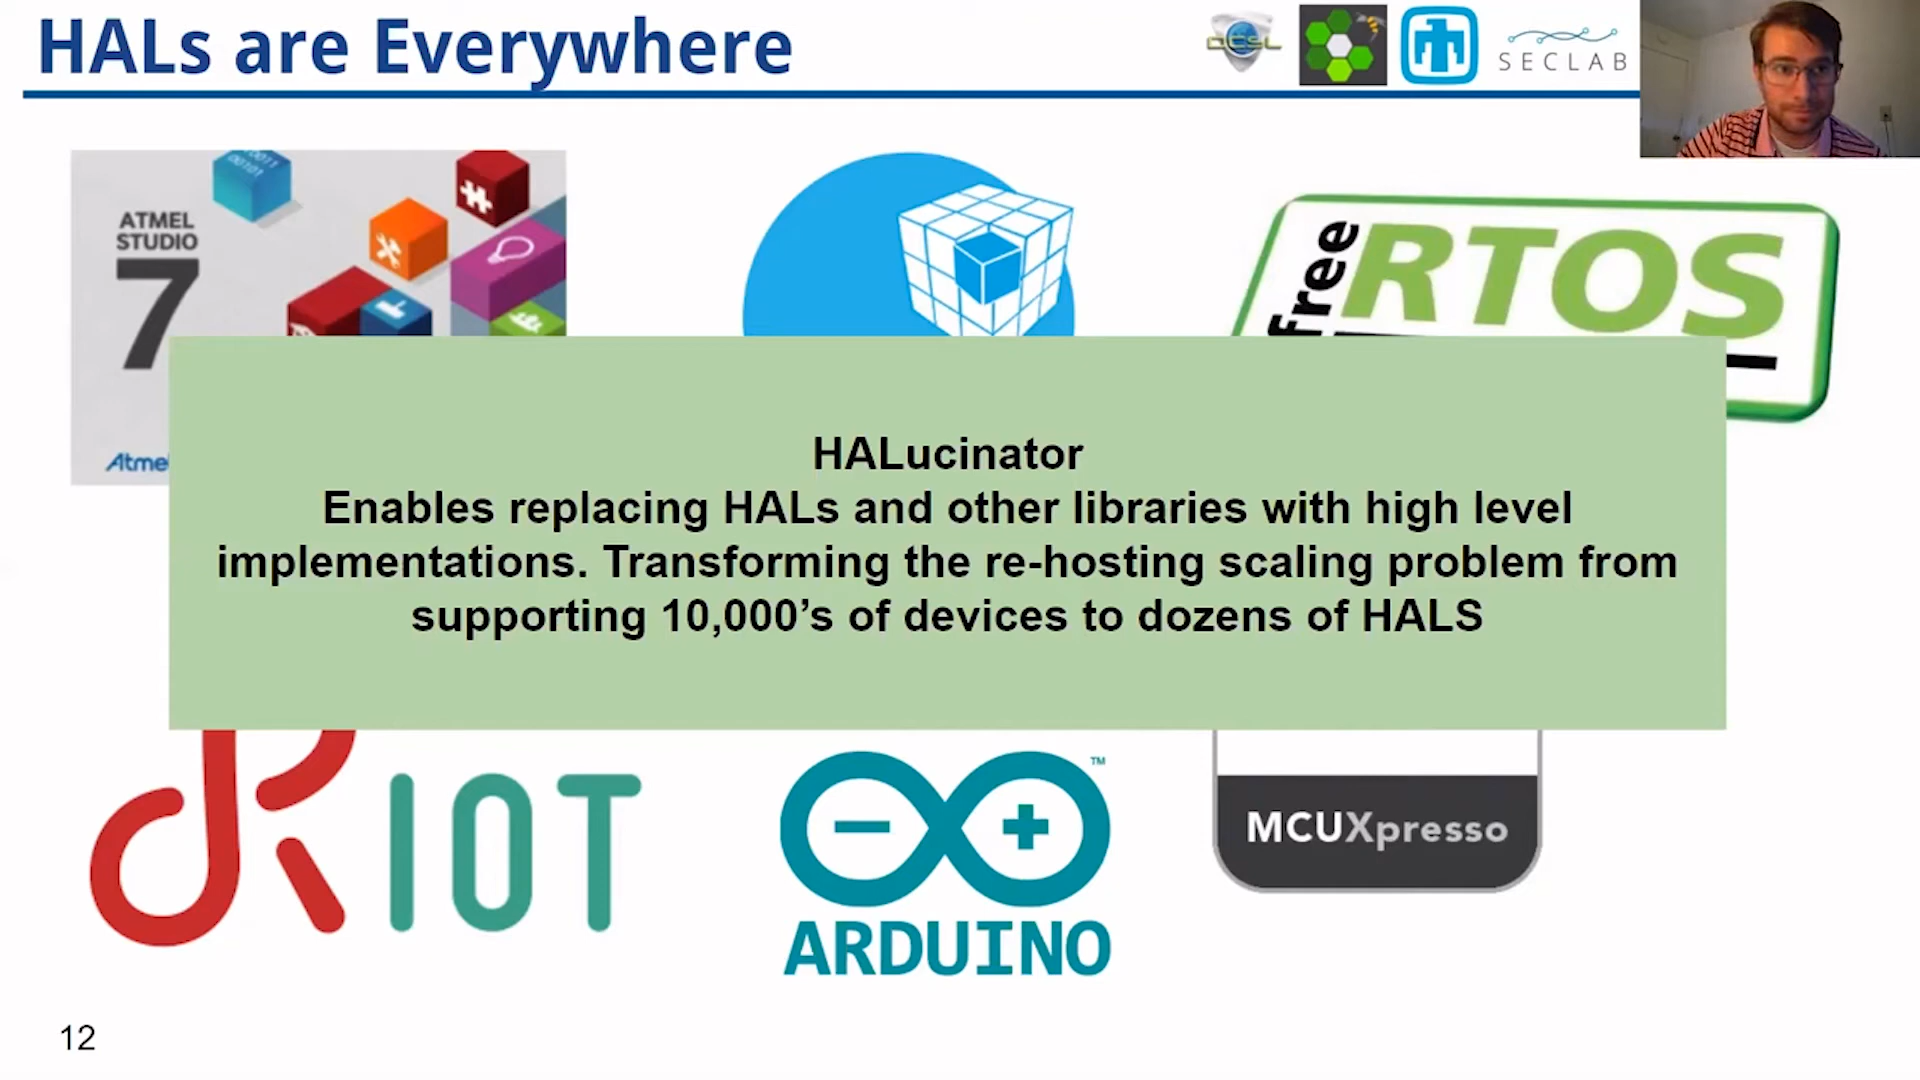 HALs are Everywhere
SECLAB
ATMEL
STUDIO
7
free
RTOS
HALucinator
Enables replacing HALs and other libraries with high level
implementations. Transforming the re-hosting scaling problem from
supporting 10,000’s of devices to dozens of HALS
RIOT
ARDUINO
TM
MCUXpresso
12